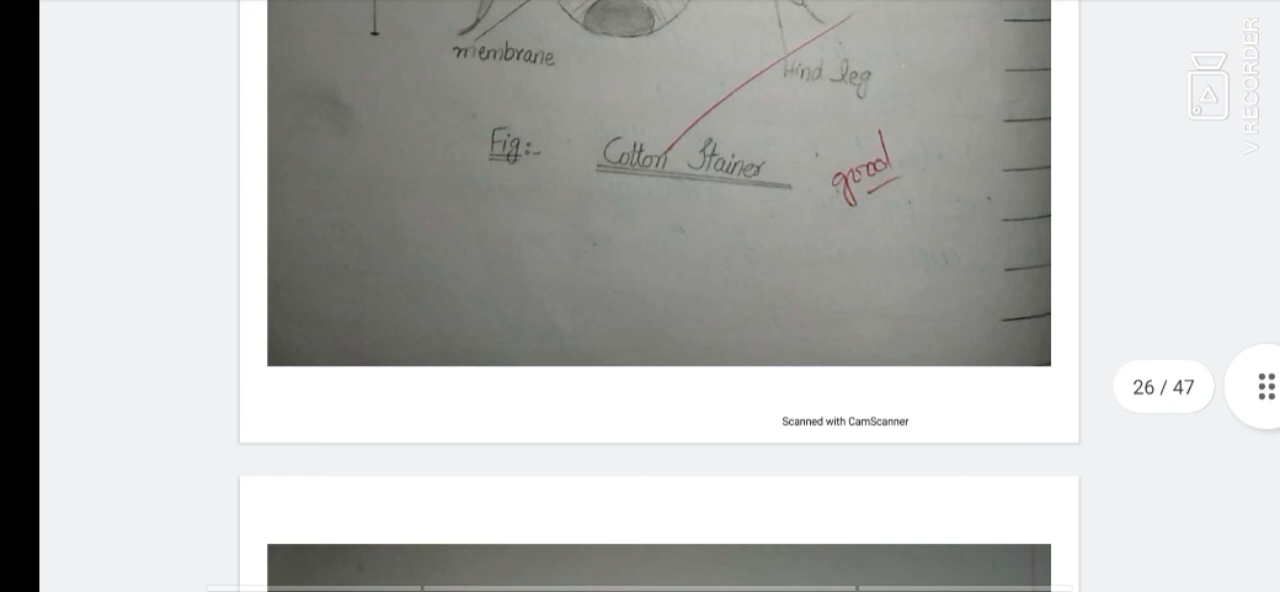 membrane
Hind leg
Fig:-
Cotton Stainer
good
26 / 47
Scanned with CamScanner
V RECORDER